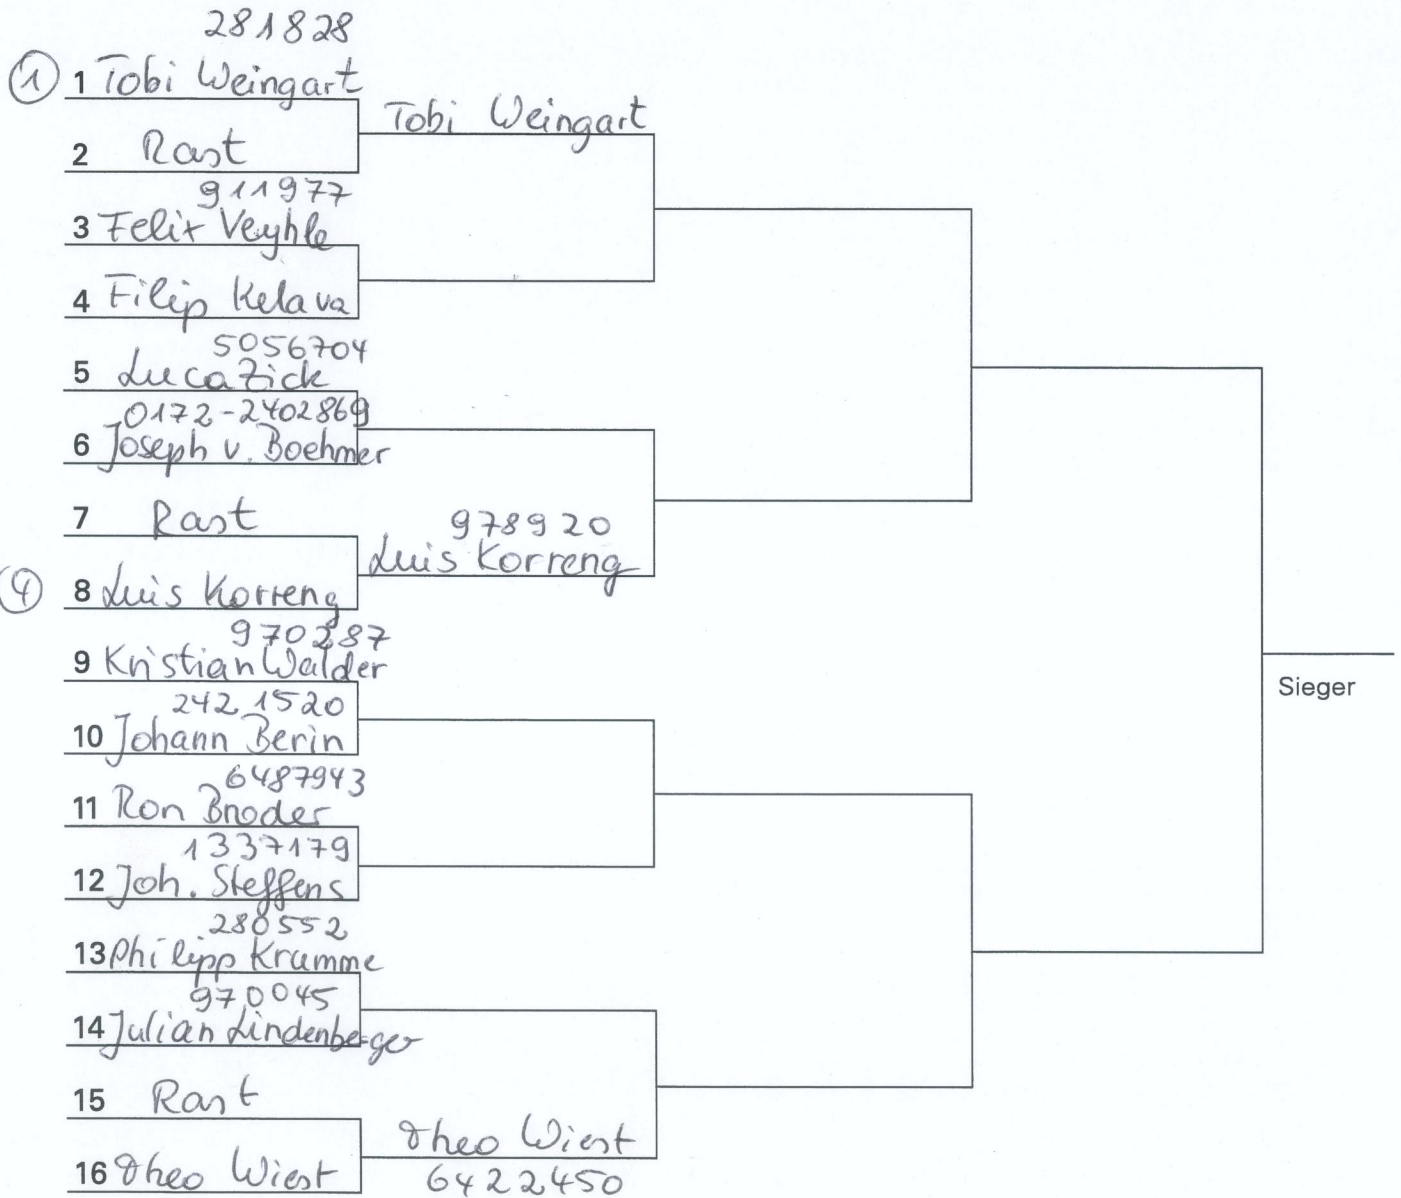 281828
① 1 Tobi Weingart
Tobi Weingart
2 Rast
911977
3 Felix Veyhle
4 Filip Kelava
5056704
5 Luca Zick
0172-2402869
6 Joseph v. Boehmer
7 Rast
978920
Luis Korreng
④ 8 Luis Korreng
970287
9 Kristian Walder
2421520
10 Johann Berin
6487943
11 Ron Broder
1337179
12 Joh. Steffens
280552
13 Philipp Krumme
970045
14 Julian Lindenberger
15 Rast
Theo Wiest
16 Theo Wiest
6422450
Sieger